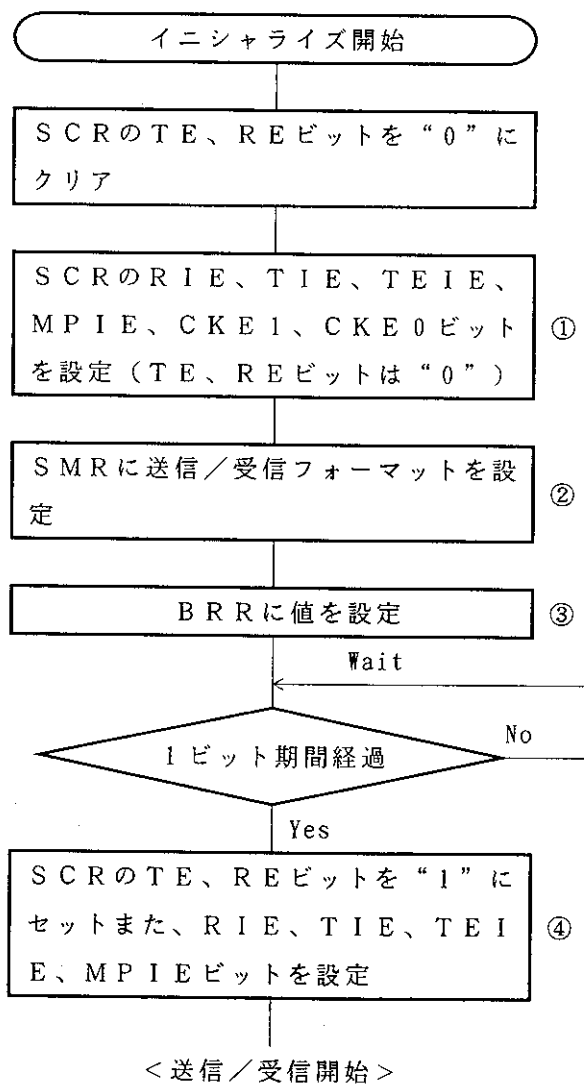 イニシャライズ開始
SCRのTE、REビットを“0”に
クリア
SCRのRIE、TIE、TEIE、
MPIE、CKE1、CKE0ビット
を設定（TE、REビットは“0”）
①
SMRに送信／受信フォーマットを設
定
②
BRRに値を設定
③
Wait
1ビット期間経過
No
Yes
SCRのTE、REビットを“1”に
セットまた、RIE、TIE、TEI
E、MPIEビットを設定
④
＜送信／受信開始＞